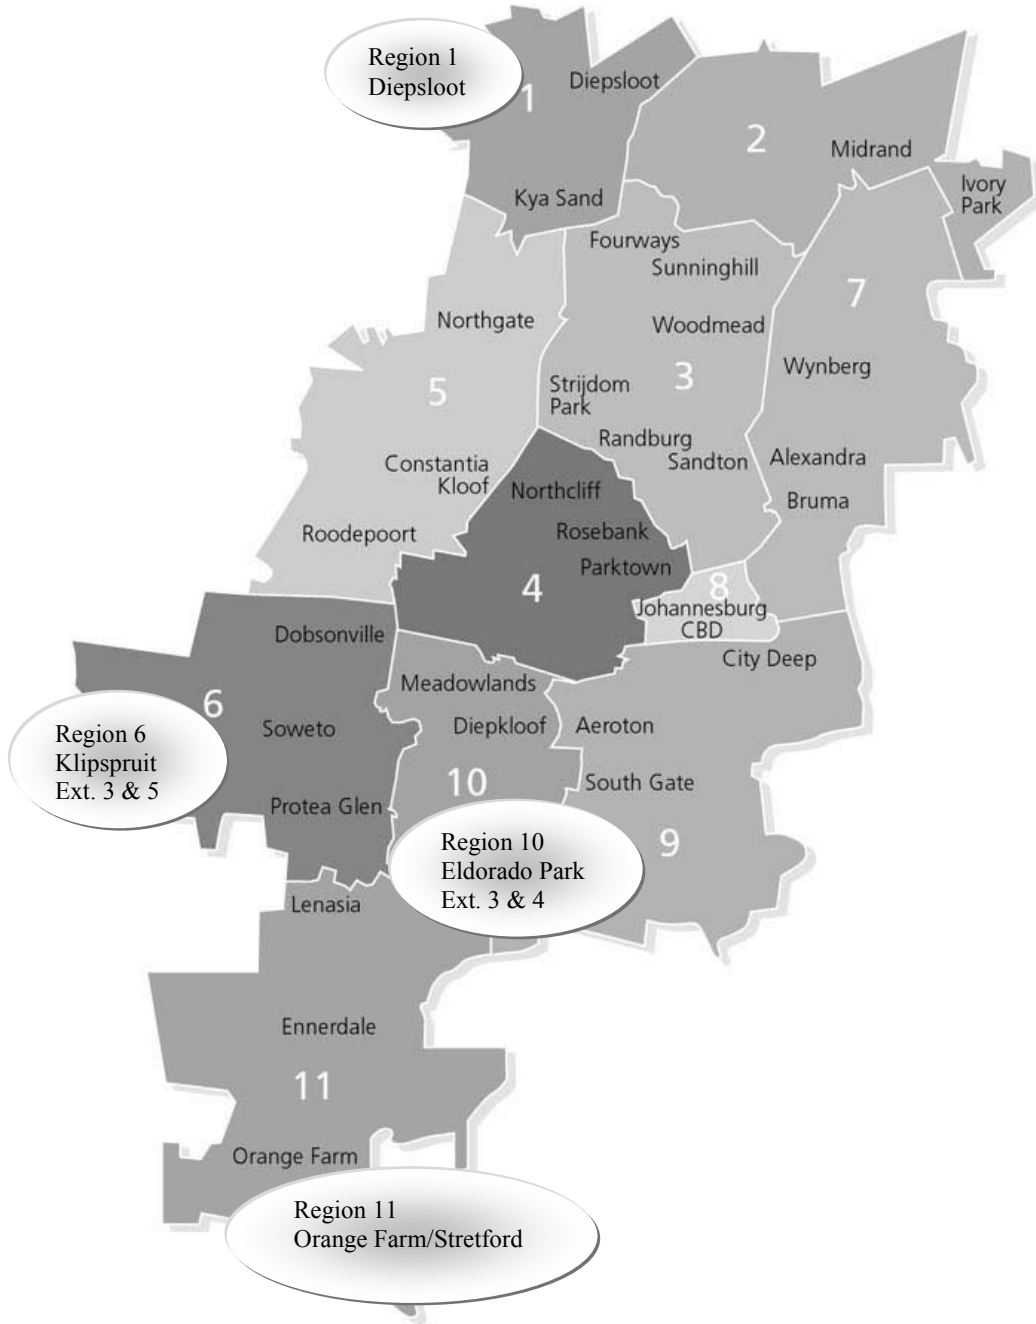 Region 1
Diepsloot
1
Diepsloot
2
Midrand
Ivory
Park
Kya Sand
Fourways
Sunninghill
7
Northgate
Woodmead
Wynberg
3
5
Strijdom
Park
Randburg
Sandton
Alexandra
Constantia
Kloof
Northcliff
Bruma
Roodepoort
Rosebank
Parktown
4
8
Johannesburg
CBD
Dobsonville
City Deep
Meadowlands
6
Soweto
Diepkloof
Aeroton
Region 6
Klipspruit
Ext. 3 & 5
10
South Gate
Protea Glen
9
Region 10
Eldorado Park
Ext. 3 & 4
Lenasia
Ennerdale
11
Orange Farm
Region 11
Orange Farm/Stretford